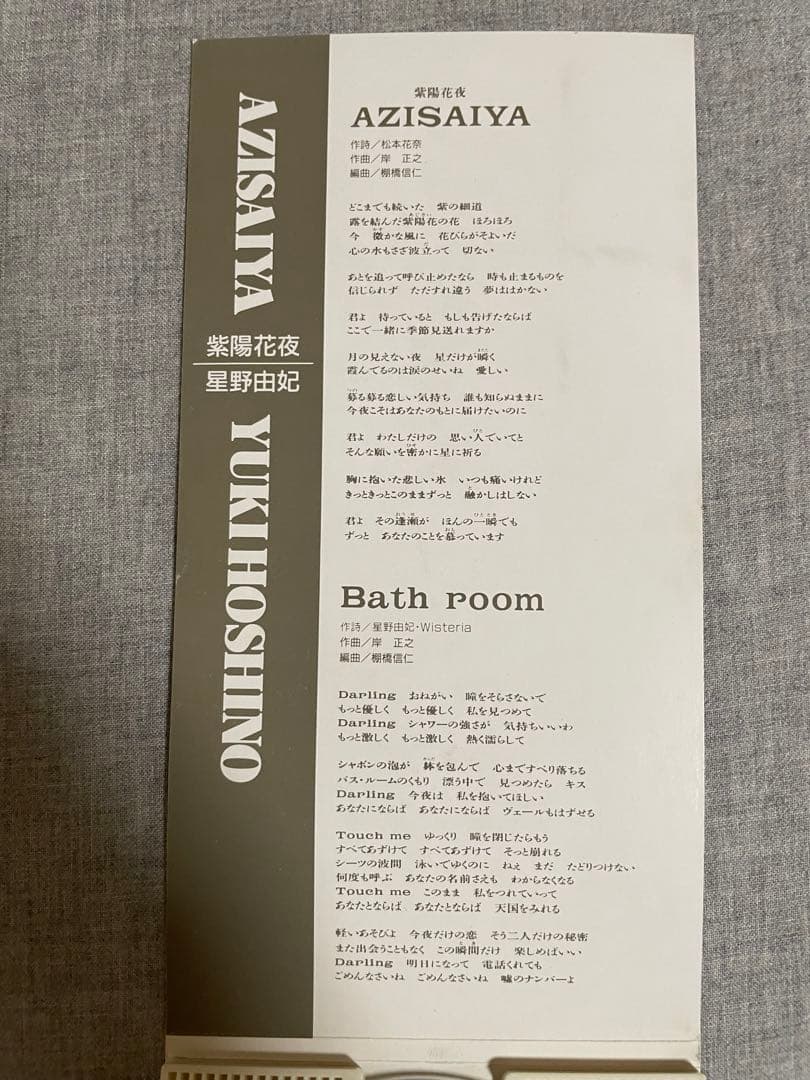 AZISAIYA
紫陽花夜
星野由妃
YUKI HOSHINO
紫陽花夜
AZISAIYA
作詩／松本花奈
作曲／岸 正之
編曲／棚橋信仁
どこまでも続いた 紫の細道
露を結んだ紫陽花の花 ほろほろ
今 微かな風に 花びらがそよいだ
心の水もさざ波立って 切ない
あとを追って呼び止めたなら 時も止まるものを
信じられず ただすれ違う 夢ははかない
君よ 待っていると もしも告げたならば
ここで一緒に季節見送れますか
月の見えない夜 星だけが瞬く
霞んでるのは涙のせいね 愛しい
募る募る恋しい気持ち 誰も知らぬままに
今夜こそはあなたのもとに届けたいのに
君よ わたしだけの 思い人でいてと
そんな願いを密かに星に祈る
胸に抱いた悲しい氷 いつも痛いけれど
きっときっとこのままずっと 融かしはしない
君よ その逢瀬が ほんの一瞬でも
ずっと あなたのことを慕っています
Bath room
作詩／星野由妃・Wisteria
作曲／岸 正之
編曲／棚橋信仁
Darling おねがい 瞳をそらさないで
もっと優しく もっと優しく 私を見つめて
Darling シャワーの強さが 気持ちいいわ
もっと激しく もっと激しく 熱く濡らして
シャボンの泡が 躰を包んで 心まですべり落ちる
バス・ルームのくもり 漂う中で 見つめたら キス
Darling 今夜は 私を抱いてほしい
あなたにならば あなたにならば ヴェールもはずせる
Touch me ゆっくり 瞳を閉じたらもう
すべてあずけて すべてあずけて そっと崩れる
シーツの波間 泳いでゆくのに ねぇ まだ たどりつけない
何度も呼ぶ あなたの名前さえも わからなくなる
Touch me このまま 私をつれていって
あなたとならば あなたとならば 天国をみれる
軽いあそびよ 今夜だけの恋 そう二人だけの秘密
また出会うこともなく この瞬間だけ 楽しめばいい
Darling 明日になって 電話くれても
ごめんなさいね ごめんなさいね 嘘のナンバーよ